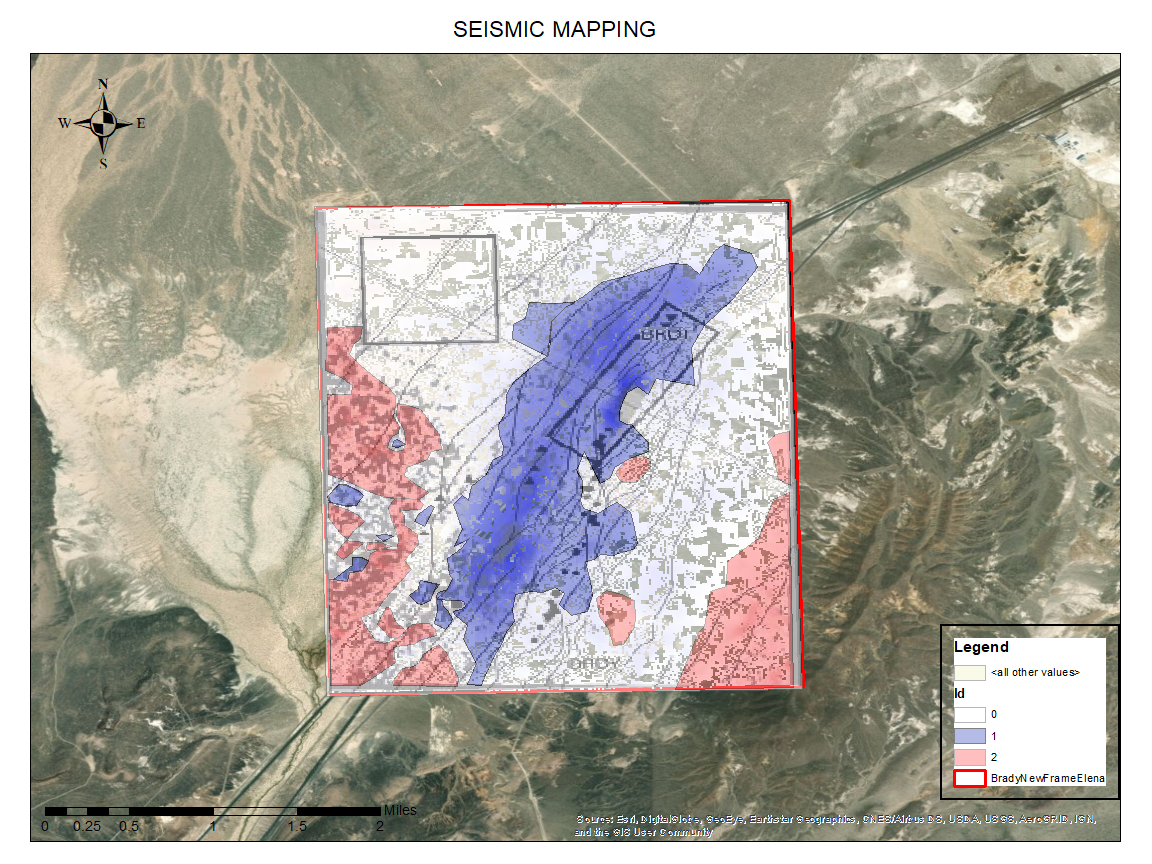 SEISMIC MAPPING
N
W E
S
BRDY
Legend
<all other values>
Id
0
1
2
BradyNewFrameElena
Miles
0 0.25 0.5 1 1.5 2
Source: Esri, DigitalGlobe, GeoEye, Earthstar Geographics, CNES/Airbus DS, USDA, USGS, AeroGRID, IGN,
and the GIS User Community